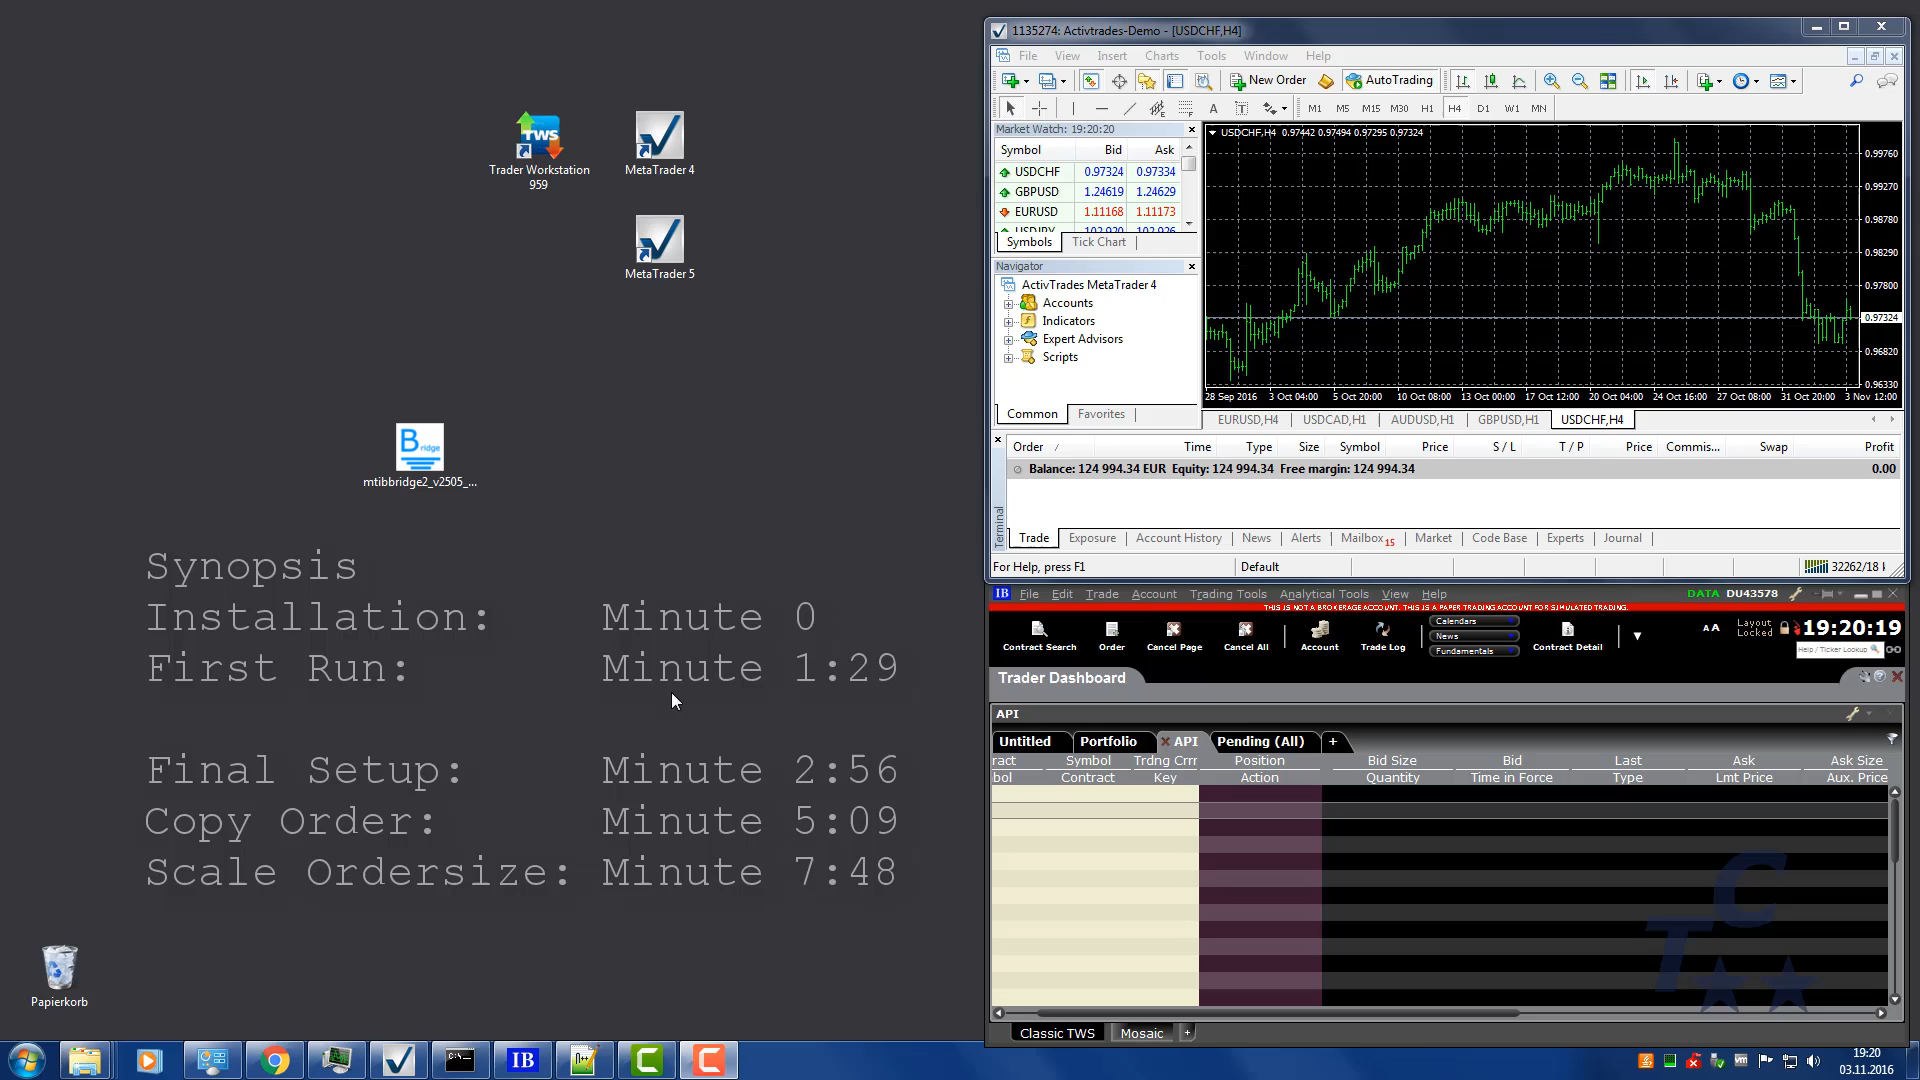 TWS
Trader Workstation
959
MetaTrader 4
MetaTrader 5
Bridge
mtibbridge2_v2505_...
Synopsis
Installation: Minute 0
First Run: Minute 1:29
Final Setup: Minute 2:56
Copy Order: Minute 5:09
Scale Ordersize: Minute 7:48
Papierkorb
1135274: Activtrades-Demo - [USDCHF,H4]
File View Insert Charts Tools Window Help
New Order AutoTrading
A T M1 M5 M15 M30 H1 H4 D1 W1 MN
Market Watch: 19:20:20
Symbol Bid Ask
USDCHF 0.97324 0.97334
GBPUSD 1.24619 1.24629
EURUSD 1.11168 1.11173
USDJPY 102.920 102.926
Symbols Tick Chart
Navigator
ActivTrades MetaTrader 4
Accounts
Indicators
Expert Advisors
Scripts
Common Favorites
USDCHF,H4 0.97442 0.97494 0.97295 0.97324
0.99760
0.99270
0.98780
0.98290
0.97800
0.97324
0.96820
0.96330
28 Sep 2016 3 Oct 04:00 5 Oct 20:00 10 Oct 08:00 13 Oct 00:00 17 Oct 12:00 20 Oct 04:00 24 Oct 16:00 27 Oct 08:00 31 Oct 20:00 3 Nov 12:00
EURUSD,H4 USDCAD,H1 AUDUSD,H1 GBPUSD,H1 USDCHF,H4
Order / Time Type Size Symbol Price S / L T / P Price Commis... Swap Profit
Balance: 124 994.34 EUR Equity: 124 994.34 Free margin: 124 994.34 0.00
Terminal
Trade Exposure Account History News Alerts Mailbox 15 Market Code Base Experts Journal
For Help, press F1 Default 32262/18 k
IB File Edit Trade Account Trading Tools Analytical Tools View Help DATA DU43578
THIS IS NOT A BROKERAGE ACCOUNT. THIS IS A PAPER TRADING ACCOUNT FOR SIMULATED TRADING.
Contract Search Order Cancel Page Cancel All Account Trade Log
Calendars
News
Fundamentals
Contract Detail
A A Layout Locked 19:20:19
Help / Ticker Lookup
Trader Dashboard
API
Untitled Portfolio API Pending (All) +
ract Symbol Trdng Crrr Position Bid Size Bid Last Ask Ask Size
bol Contract Key Action Quantity Time in Force Type Lmt Price Aux. Price
TC
Classic TWS Mosaic +
C:\_ IB C C
19:20
03.11.2016